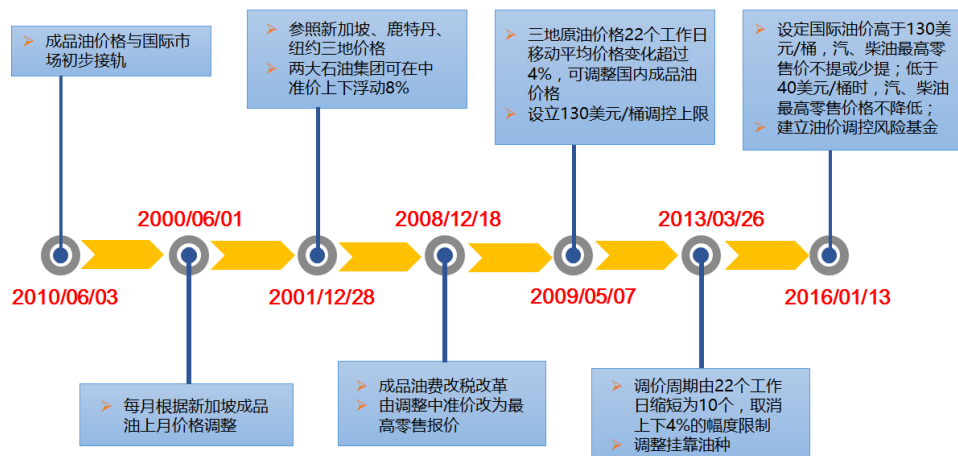 成品油价格与国际市
场初步接轨
2010/06/03
2000/06/01
每月根据新加坡成品
油上月价格调整
参照新加坡、鹿特丹、
纽约三地价格
两大石油集团可在中
准价上下浮动8%
2001/12/28
2008/12/18
成品油费改税改革
由调整中准价改为最
高零售报价
三地原油价格22个工作日
移动平均价格变化超过
4%，可调整国内成品油
价格
设立130美元/桶调控上限
2009/05/07
2013/03/26
调价周期由22个工作
日缩短为10个，取消
上下4%的幅度限制
调整挂靠油种
设定国际油价高于130美
元/桶，汽、柴油最高零
售价不提或少提；低于
40美元/桶时，汽、柴油
最高零售价格不降低；
建立油价调控风险基金
2016/01/13